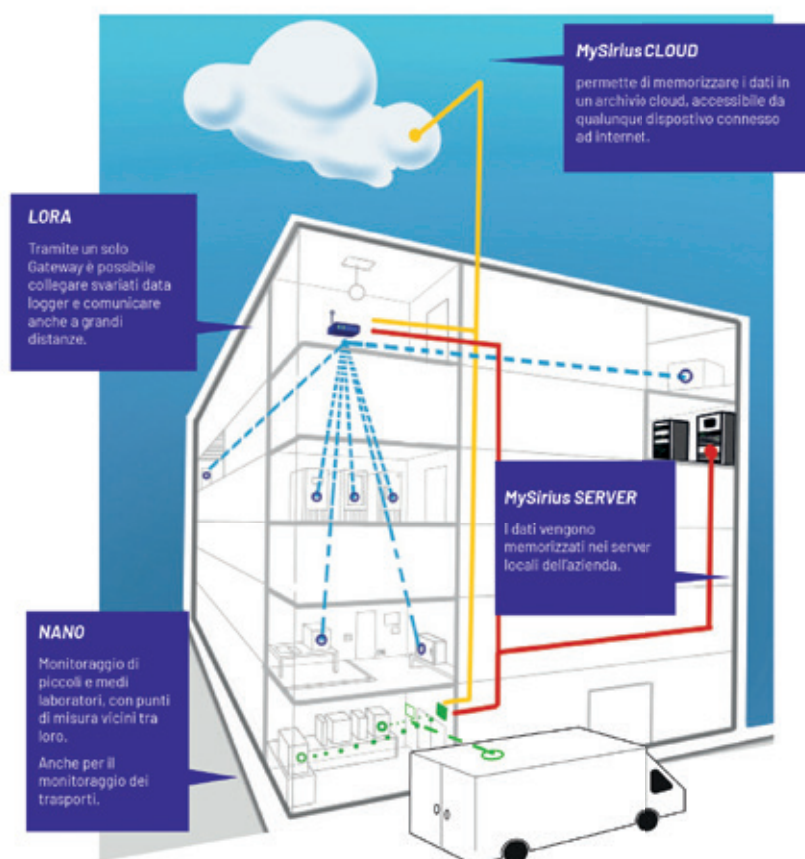 MySirius CLOUD
permette di memorizzare i dati in
un archivio cloud, accessibile da
qualunque dispostivo connesso
ad internet.
LORA
Tramite un solo
Gateway è possibile
collegare svariati data
logger e comunicare
anche a grandi
distanze.
MySirius SERVER
I dati vengono
memorizzati nei server
locali dell'azienda.
NANO
Monitoraggio di
piccoli e medi
laboratori, con punti
di misura vicini tra
loro.
Anche per il
monitoraggio dei
trasporti.